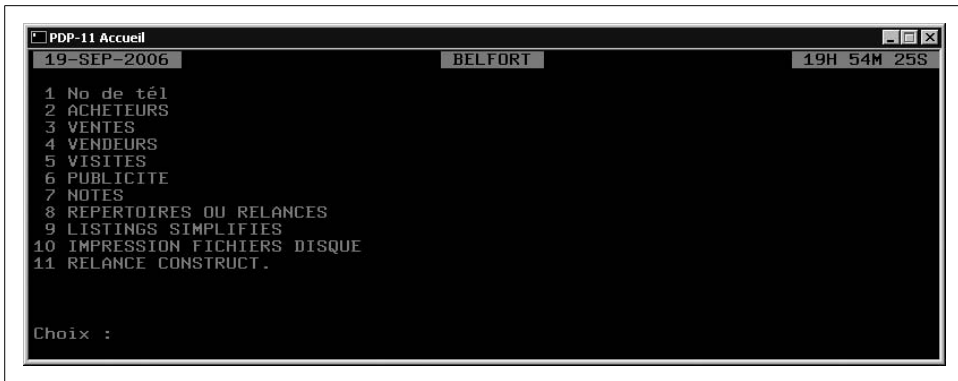 PDP-11 Accueil
19-SEP-2006 BELFORT 19H 54M 25S
1 No de tél
2 ACHETEURS
3 VENTES
4 VENDEURS
5 VISITES
6 PUBLICITE
7 NOTES
8 REPERTOIRES OU RELANCES
9 LISTINGS SIMPLIFIES
10 IMPRESSION FICHIERS DISQUE
11 RELANCE CONSTRUCT.
Choix :